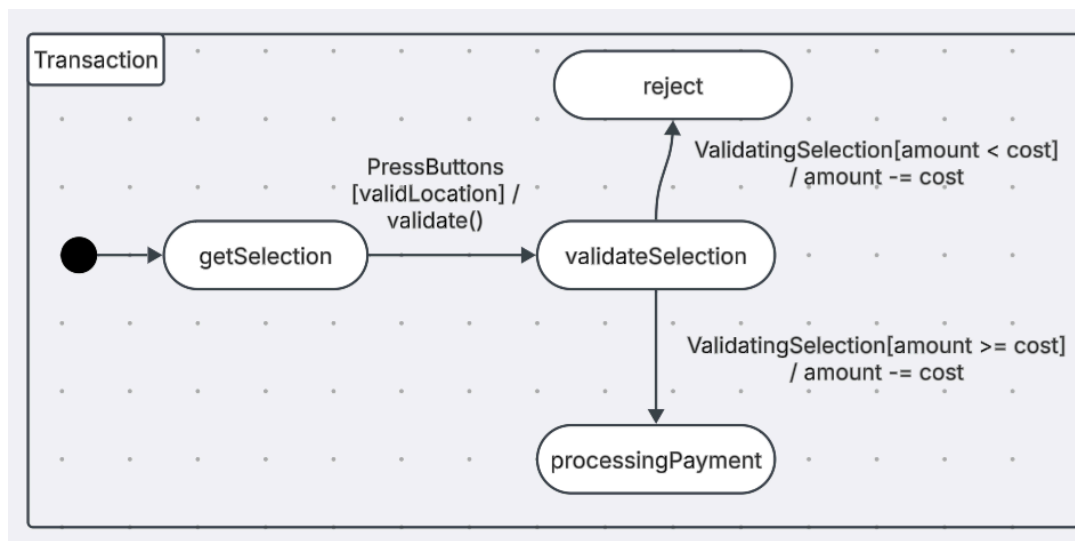 Transaction
reject
ValidatingSelection[amount < cost]
/ amount -= cost
PressButtons
[validLocation] /
validate()
getSelection
validateSelection
ValidatingSelection[amount >= cost]
/ amount -= cost
processingPayment